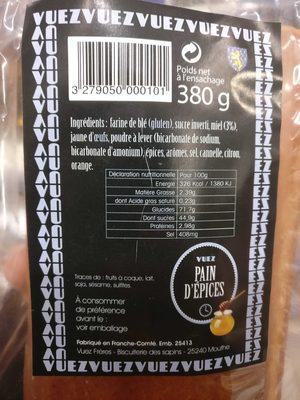 VUEZVUEZVUEZVUEZVUEZVUEZ
3 279050 000101
Poids net
à l'ensachage
380 g
Ingrédients : farine de blé (gluten), sucre inverti, miel (3%),
jaune d'œufs, poudre à lever (bicarbonate de sodium,
bicarbonate d'amonium), épices, arômes, sel, cannelle, citron,
orange.
Déclaration nutritionnelle Pour 100g
Energie 326 Kcal / 1380 KJ
Matière Grasse 2,39g
dont Acide gras saturé 0,23g
Glucides 71,7g
Dont sucres 44,9g
Protéines 2,98g
Sel 408mg
Traces de : fruits à coque, lait,
soja, sésame, sulfites.
À consommer
de préférence
avant le :
voir emballage
VUEZ
PAIN
D'ÉPICES
Fabriqué en Franche-Comté. Emb. 25413
Vuez Frères - Biscuiterie des sapins - 25240 Mouthe
VUEZVUEZVUEZVUEZVUEZ